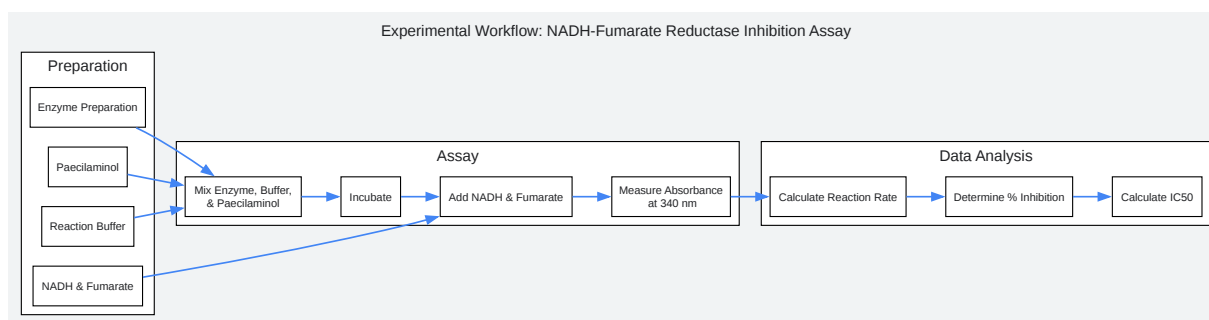 Experimental Workflow: NADH-Fumarate Reductase Inhibition Assay
Preparation
Enzyme Preparation
Paecilaminol
Reaction Buffer
NADH & Fumarate
Assay
Mix Enzyme, Buffer,
& Paecilaminol
Incubate
Add NADH & Fumarate
Measure Absorbance
at 340 nm
Data Analysis
Calculate Reaction Rate
Determine % Inhibition
Calculate IC50